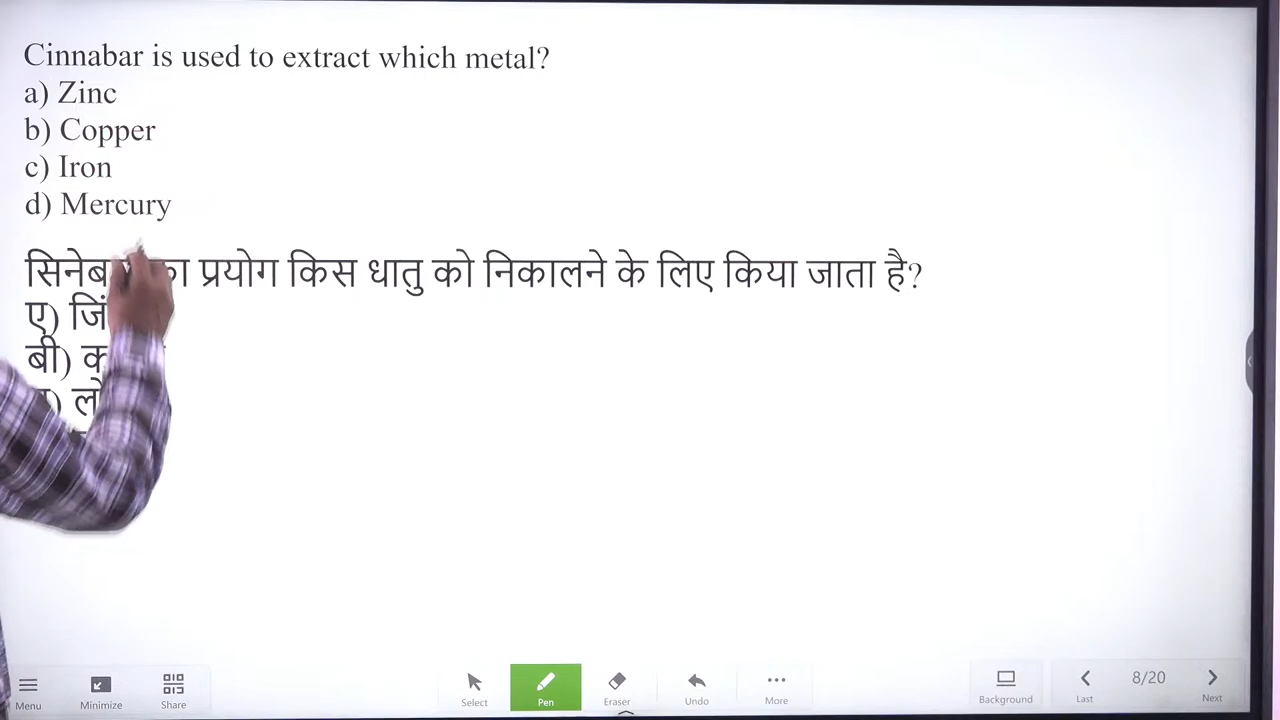 Cinnabar is used to extract which metal?
a) Zinc
b) Copper
c) Iron
d) Mercury
का प्रयोग किस धातु को निकालने के लिए किया जाता है?
ए)
बी)
Menu
Minimize
Share
Select
Pen
Eraser
Undo
More
Background
Last
8/20
Next